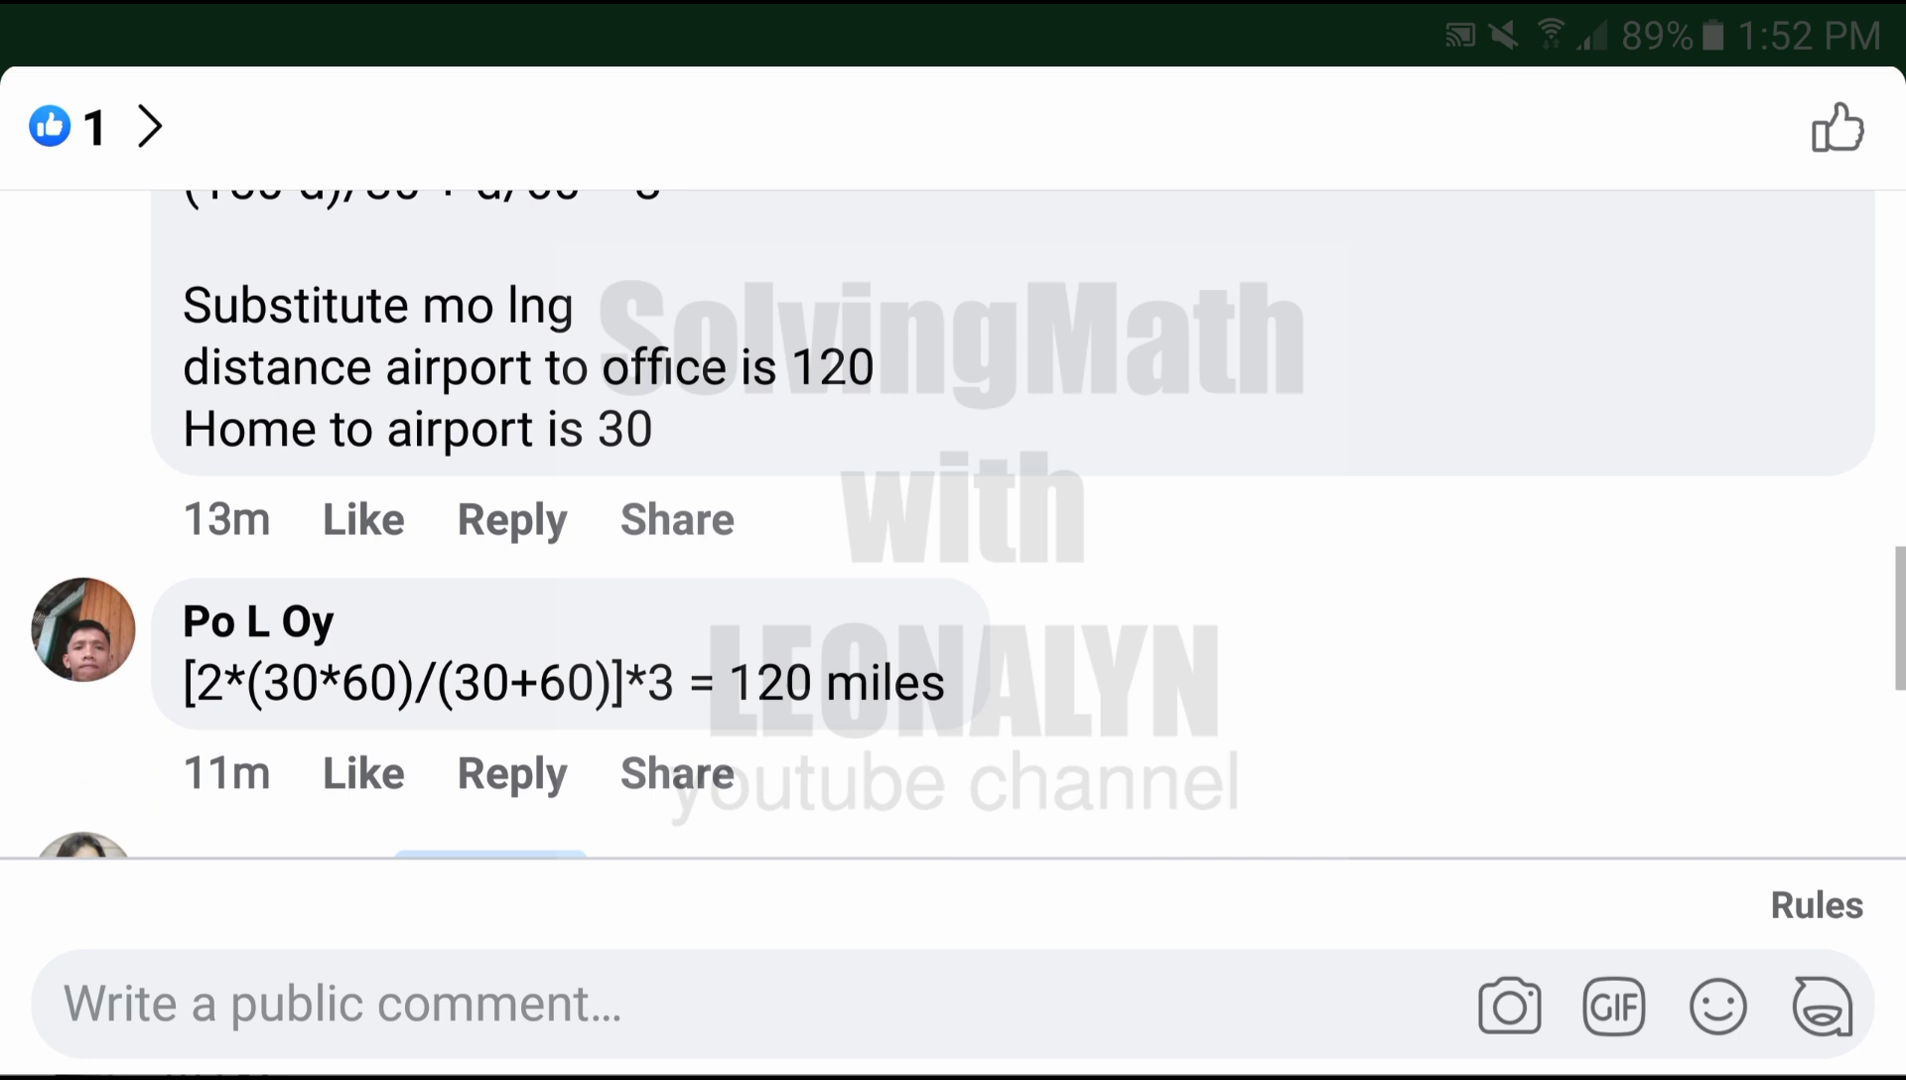 89% 1:52 PM
1
Substitute mo lng
distance airport to office is 120
Home to airport is 30
13m Like Reply Share
Po L Oy
[2*(30*60)/(30+60)]*3 = 120 miles
11m Like Reply Share
SolvingMath
with
LEONALYN
youtube channel
Rules
Write a public comment...
GIF